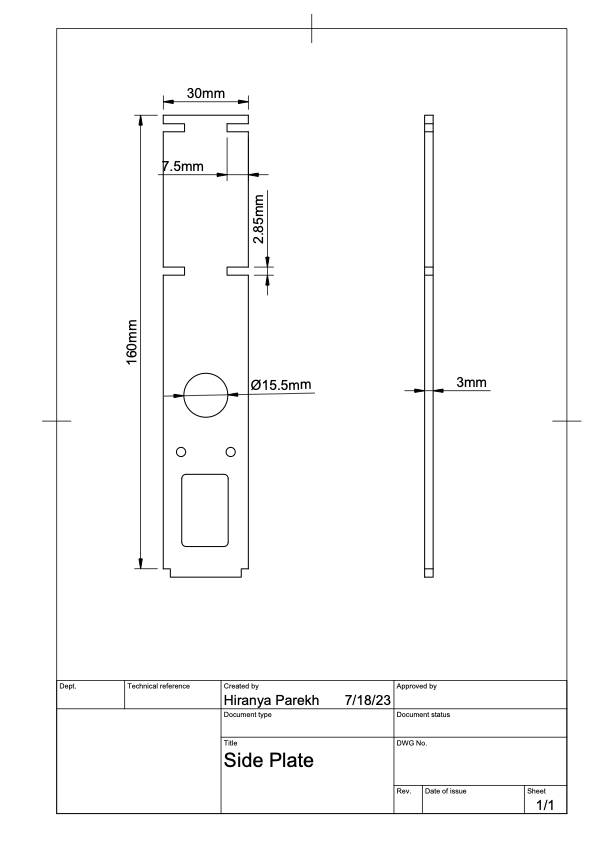 30mm
7.5mm
2.85mm
160mm
Ø15.5mm
3mm
Dept.
Technical reference
Created by
Approved by
Hiranya Parekh 7/18/23
Document type
Document status
Title
DWG No.
Side Plate
Rev.
Date of issue
Sheet
1/1